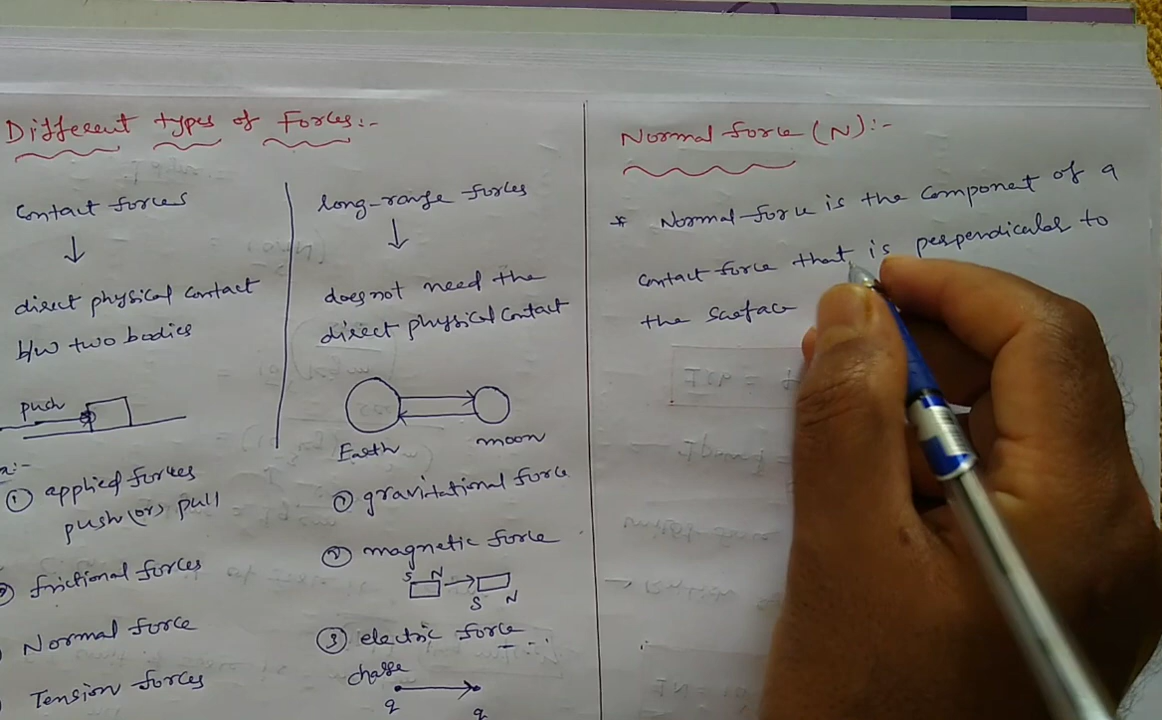 Different types of Forces:-
Contact forces
↓
direct physical contact
b/w two bodies
push
①  applied forces
push (or) pull
frictional forces
Normal force
Tension forces
long-range forces
↓
does not need the
direct physical contact
Earth
moon
① gravitational force
② magnetic force
S N
S N
③ electric force
charge
q q
Normal force (N):-
* Normal force is the component of a
contact force that is perpendicular to
the surface